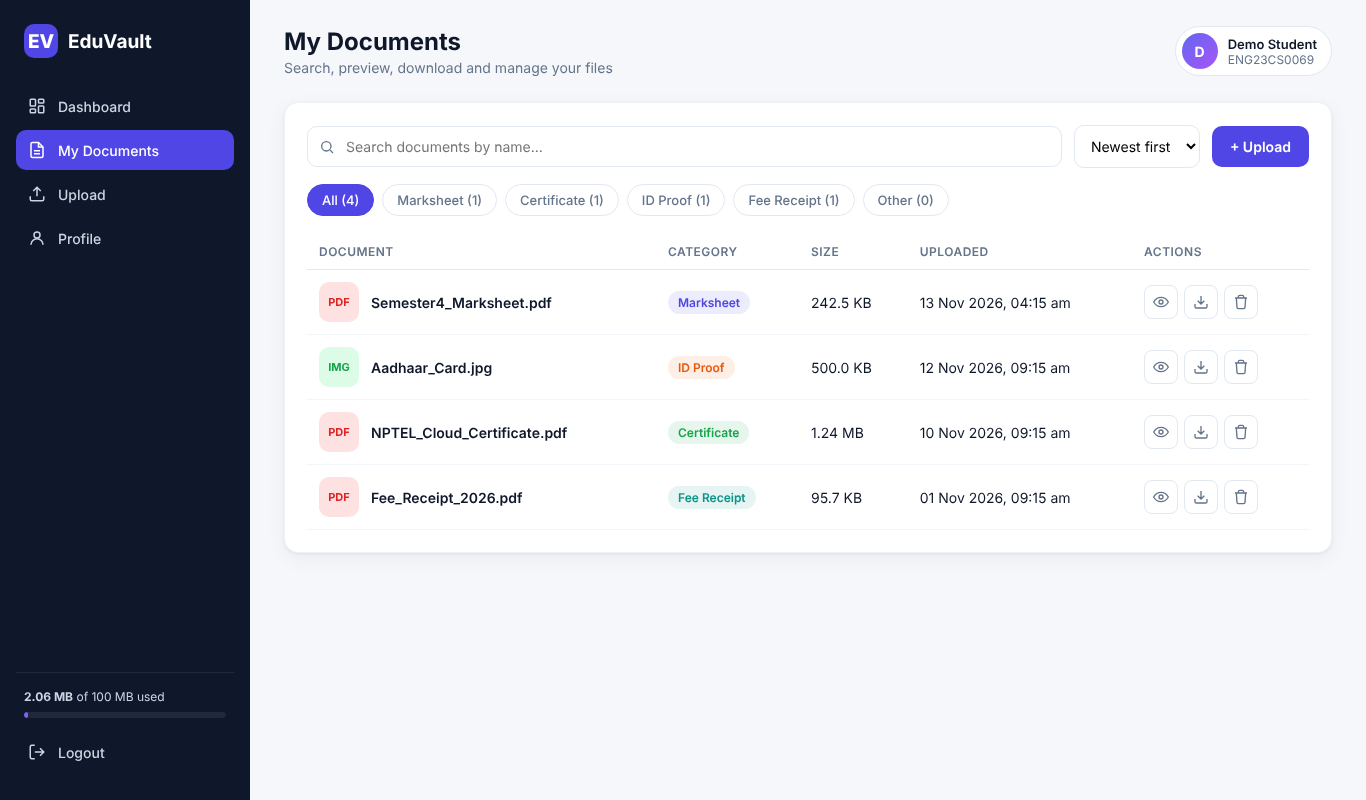 EV EduVault
Dashboard
My Documents
Upload
Profile
2.06 MB of 100 MB used
Logout
My Documents
Search, preview, download and manage your files
D
Demo Student
ENG23CS0069
Search documents by name...
Newest first
+ Upload
All (4) Marksheet (1) Certificate (1) ID Proof (1) Fee Receipt (1) Other (0)
DOCUMENT CATEGORY SIZE UPLOADED ACTIONS
PDF Semester4_Marksheet.pdf Marksheet 242.5 KB 13 Nov 2026, 04:15 am
IMG Aadhaar_Card.jpg ID Proof 500.0 KB 12 Nov 2026, 09:15 am
PDF NPTEL_Cloud_Certificate.pdf Certificate 1.24 MB 10 Nov 2026, 09:15 am
PDF Fee_Receipt_2026.pdf Fee Receipt 95.7 KB 01 Nov 2026, 09:15 am